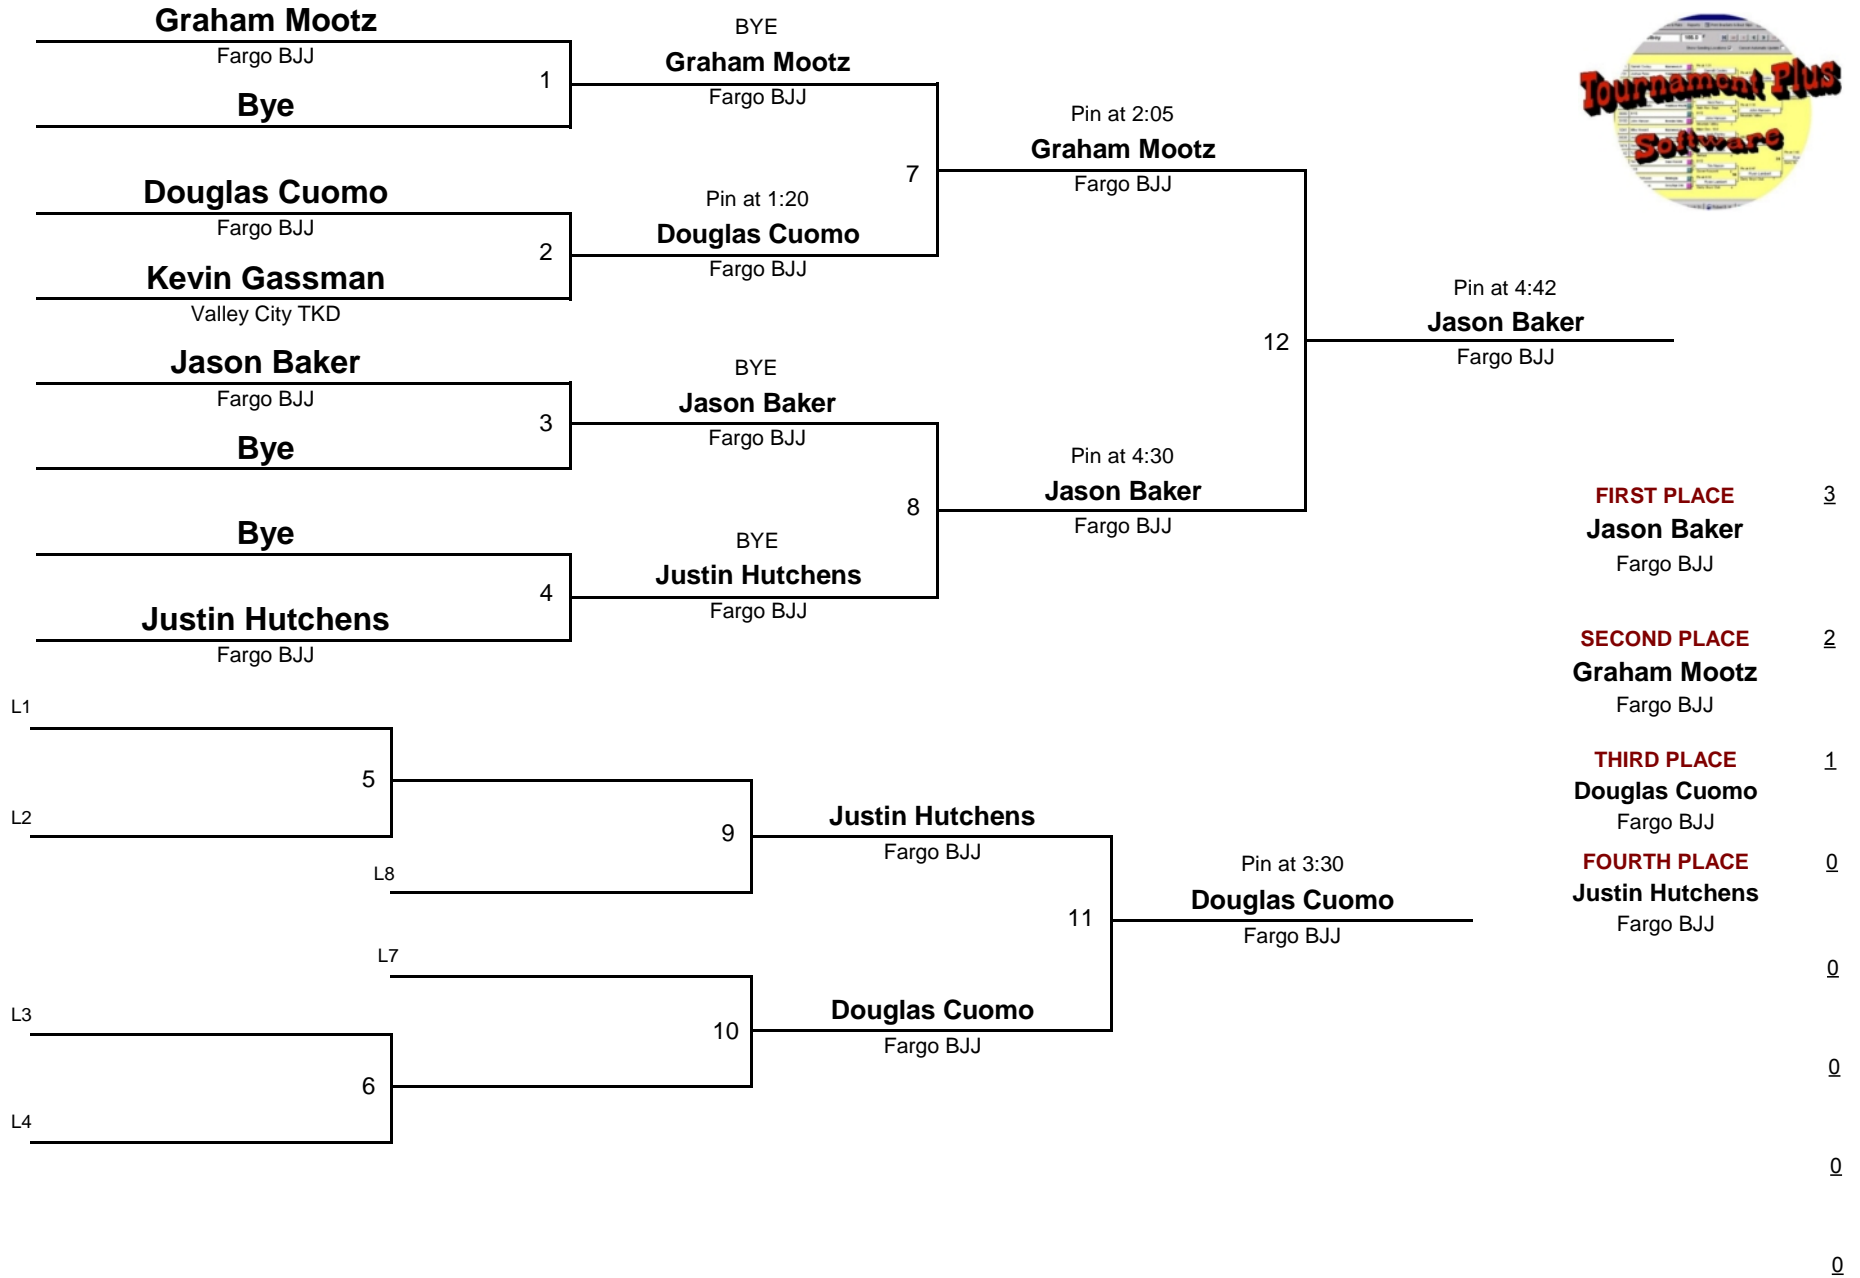 Graham Mootz
Fargo BJJ
1
Bye
BYE
Graham Mootz
Fargo BJJ
Douglas Cuomo
Fargo BJJ
2
Kevin Gassman
Valley City TKD
Pin at 1:20
Douglas Cuomo
Fargo BJJ
7
Pin at 2:05
Graham Mootz
Fargo BJJ
Jason Baker
Fargo BJJ
3
Bye
BYE
Jason Baker
Fargo BJJ
Bye
4
Justin Hutchens
Fargo BJJ
BYE
Justin Hutchens
Fargo BJJ
8
Pin at 4:30
Jason Baker
Fargo BJJ
12
Pin at 4:42
Jason Baker
Fargo BJJ
Tournament Plus
Software
FIRST PLACE 3
Jason Baker
Fargo BJJ
SECOND PLACE 2
Graham Mootz
Fargo BJJ
THIRD PLACE 1
Douglas Cuomo
Fargo BJJ
FOURTH PLACE 0
Justin Hutchens
Fargo BJJ
0
0
0
0
L1
5
L2
9
L8
Justin Hutchens
Fargo BJJ
L7
L3
10
6
L4
Douglas Cuomo
Fargo BJJ
11
Pin at 3:30
Douglas Cuomo
Fargo BJJ